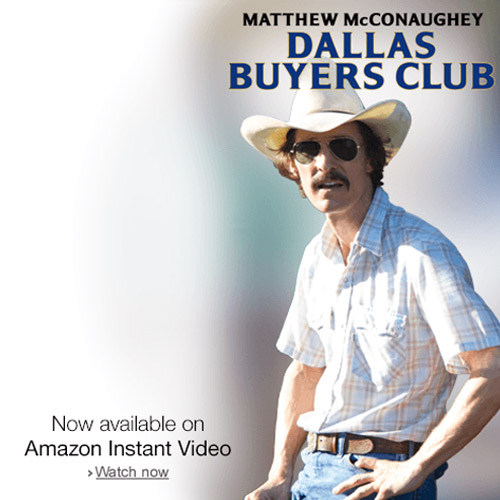 MATTHEW McCONAUGHEY
DALLAS
BUYERS CLUB
Now available on
Amazon Instant Video
› Watch now